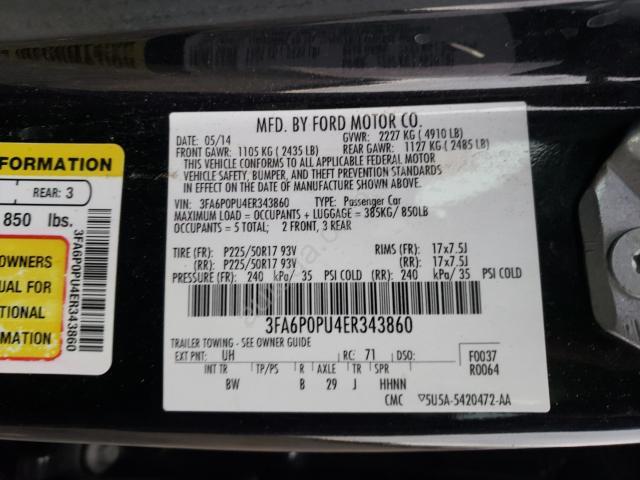 MFD. BY FORD MOTOR CO.
DATE: 05/14 GVWR: 2227 KG ( 4910 LB)
FRONT GAWR: 1105 KG ( 2435 LB) REAR GAWR: 1127 KG ( 2485 LB)
THIS VEHICLE CONFORMS TO ALL APPLICABLE FEDERAL MOTOR
VEHICLE SAFETY, BUMPER, AND THEFT PREVENTION STANDARDS
IN EFFECT ON THE DATE OF MANUFACTURE SHOWN ABOVE.
VIN: 3FA6P0PU4ER343860 TYPE: Passenger Car
MAXIMUM LOAD = OCCUPANTS + LUGGAGE = 385KG/ 850LB
OCCUPANTS = 5 TOTAL; 2 FRONT, 3 REAR
TIRE (FR): P225/50R17 93V RIMS (FR): 17x7.5J
(RR): P225/50R17 93V (RR): 17x7.5J
PRESSURE (FR): 240 kPa/ 35 PSI COLD (RR): 240 kPa/ 35 PSI COLD
3FA6P0PU4ER343860
TRAILER TOWING - SEE OWNER GUIDE
EXT PNT: UH RC: 71 DSO: F0037
R0064
INT TR TP/PS R AXLE TR SPR
BW B 29 J HHNN
CMC 5U5A-5420472-AA
FORMATION
REAR: 3
850 lbs.
OWNERS
UAL FOR
TIONAL
RMATION
3FA6P0PU4ER343860